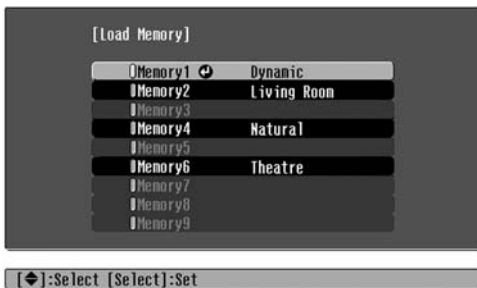 [Load Memory]
Memory1 Dynamic
Memory2 Living Room
Memory3
Memory4 Natural
Memory5
Memory6 Theatre
Memory7
Memory8
Memory9
[◆]:Select [Select]:Set